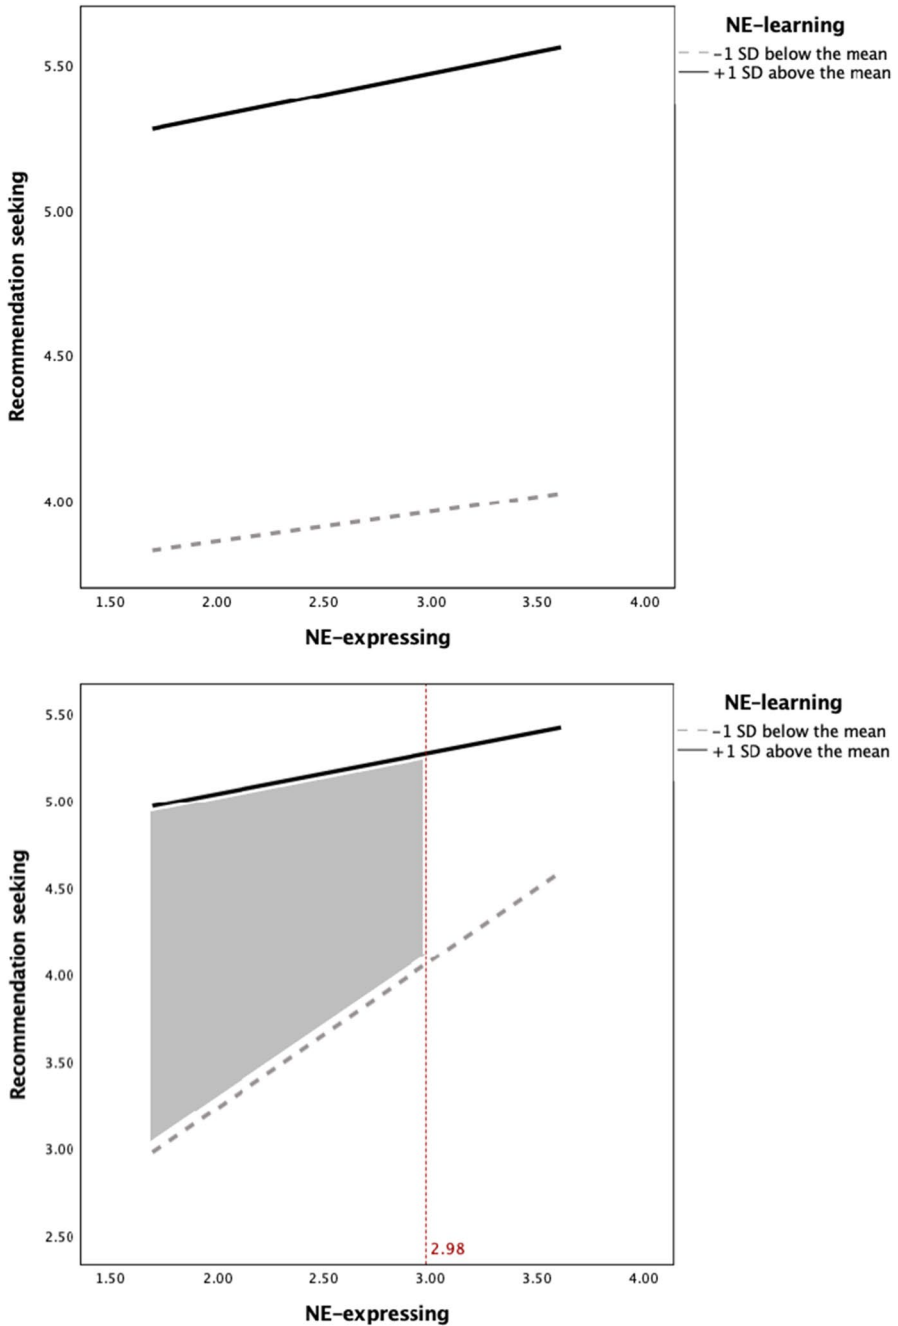 NE-learning
-1 SD below the mean
+1 SD above the mean
Recommendation seeking
5.50
5.00
4.50
4.00
1.50 2.00 2.50 3.00 3.50 4.00
NE-expressing
NE-learning
-1 SD below the mean
+1 SD above the mean
Recommendation seeking
5.50
5.00
4.50
4.00
3.50
3.00
2.50
2.98
1.50 2.00 2.50 3.00 3.50 4.00
NE-expressing